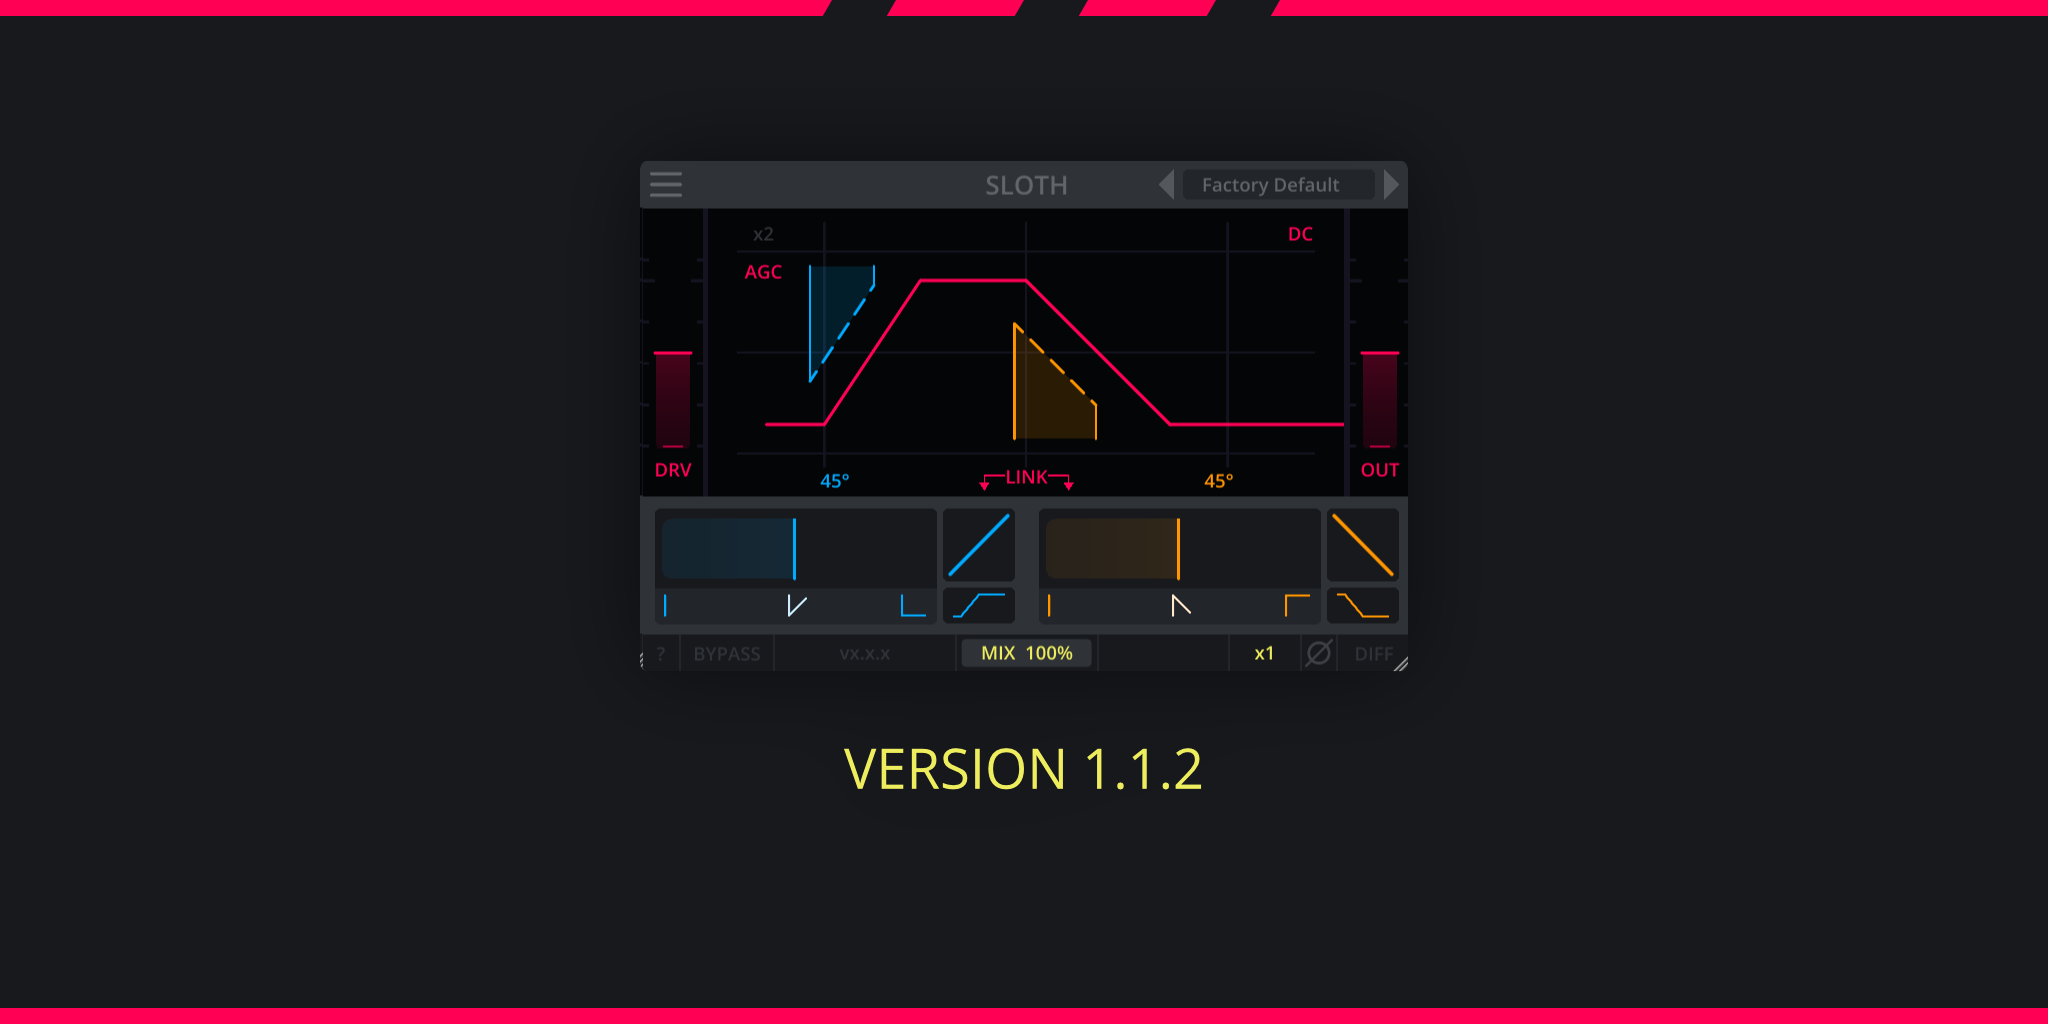 SLOTH
Factory Default
x2
DC
AGC
DRV
OUT
45°
LINK
45°
?
BYPASS
vx.x.x
MIX 100%
x1
DIFF
VERSION 1.1.2